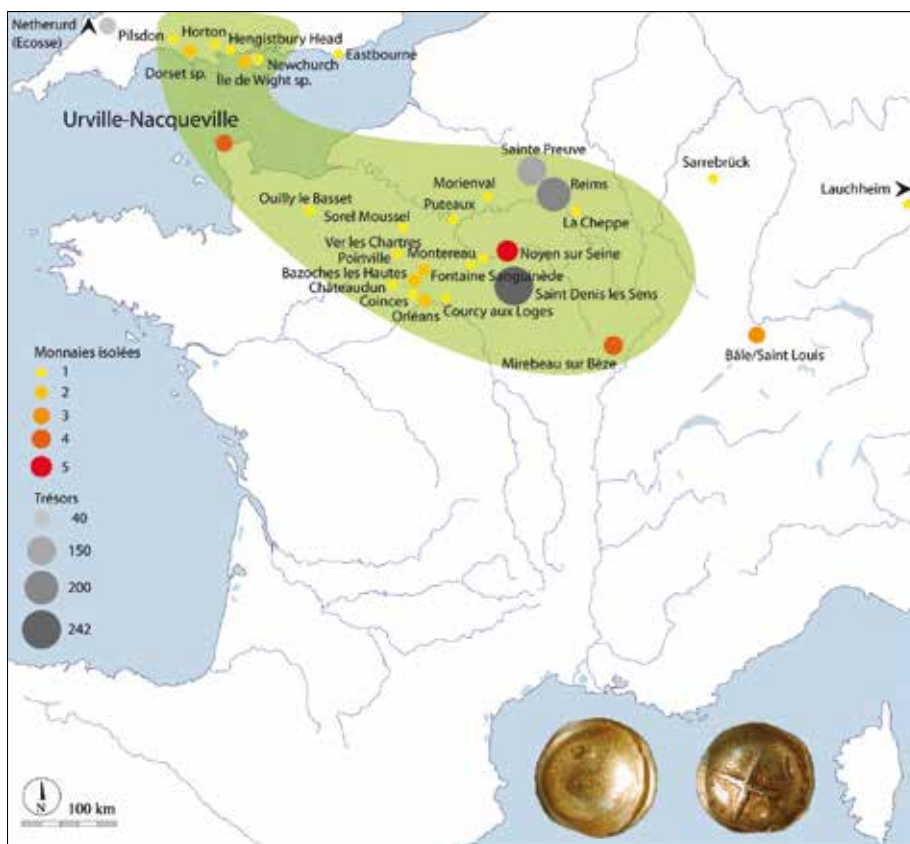 Netherurd
(Ecosse)
Pilsdon
Horton
Hengistbury Head
Eastbourne
Newchurch
Dorset sp.
Île de Wight sp.
Urville-Nacqueville
Sainte Preuve
Sarrebrück
Reims
Morienval
Lauchheim
Ouilly le Basset
Puteaux
La Cheppe
Sorel Moussel
Ver les Chartres
Montereau
Noyen sur Seine
Poinville
Bazoches les Hautes
Fontaine Sanguinède
Châteaudun
Saint Denis les Sens
Coinces
Courcy aux Loges
Orléans
Mirebeau sur Bèze
Bâle/Saint Louis
Monnaies isolées
1
2
3
4
5
Trésors
40
150
200
242
N
100 km